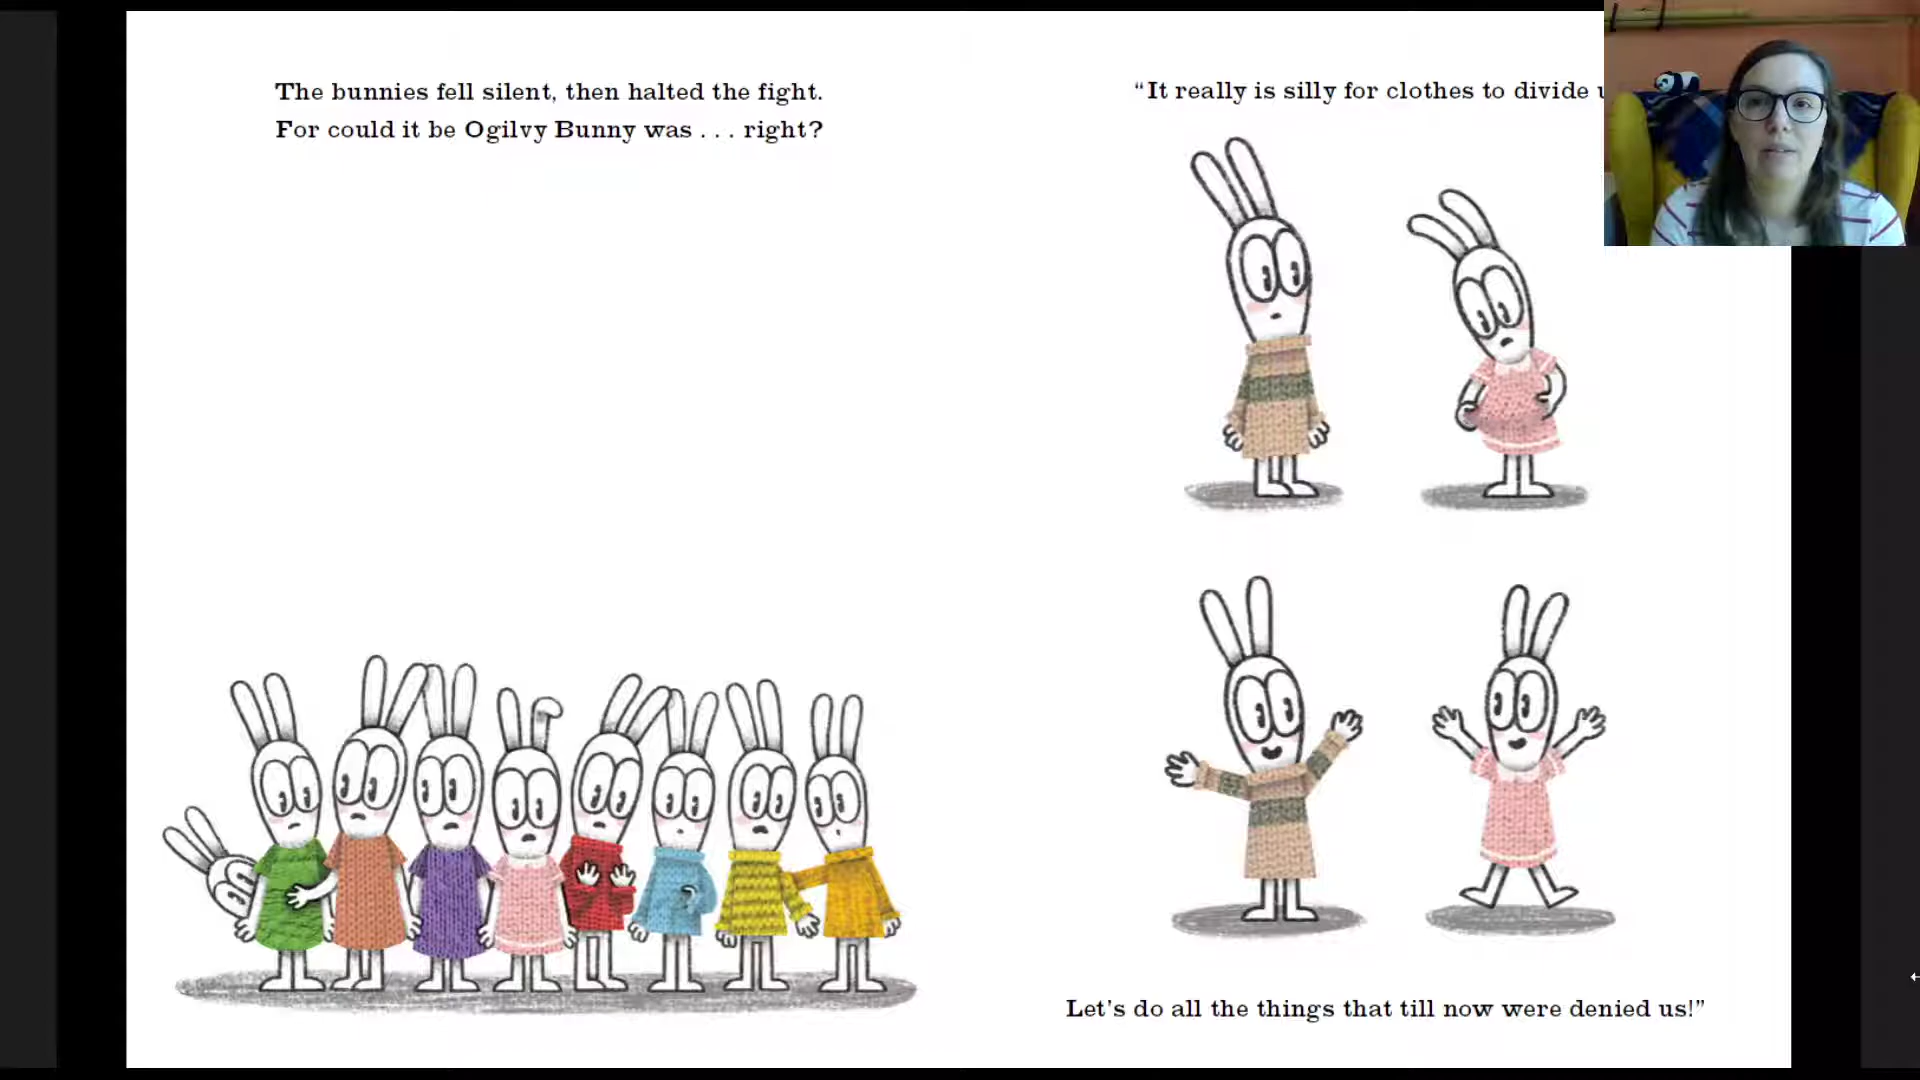 The bunnies fell silent, then halted the fight.
For could it be Ogilvy Bunny was . . . right?
“It really is silly for clothes to divide
Let’s do all the things that till now were denied us!”